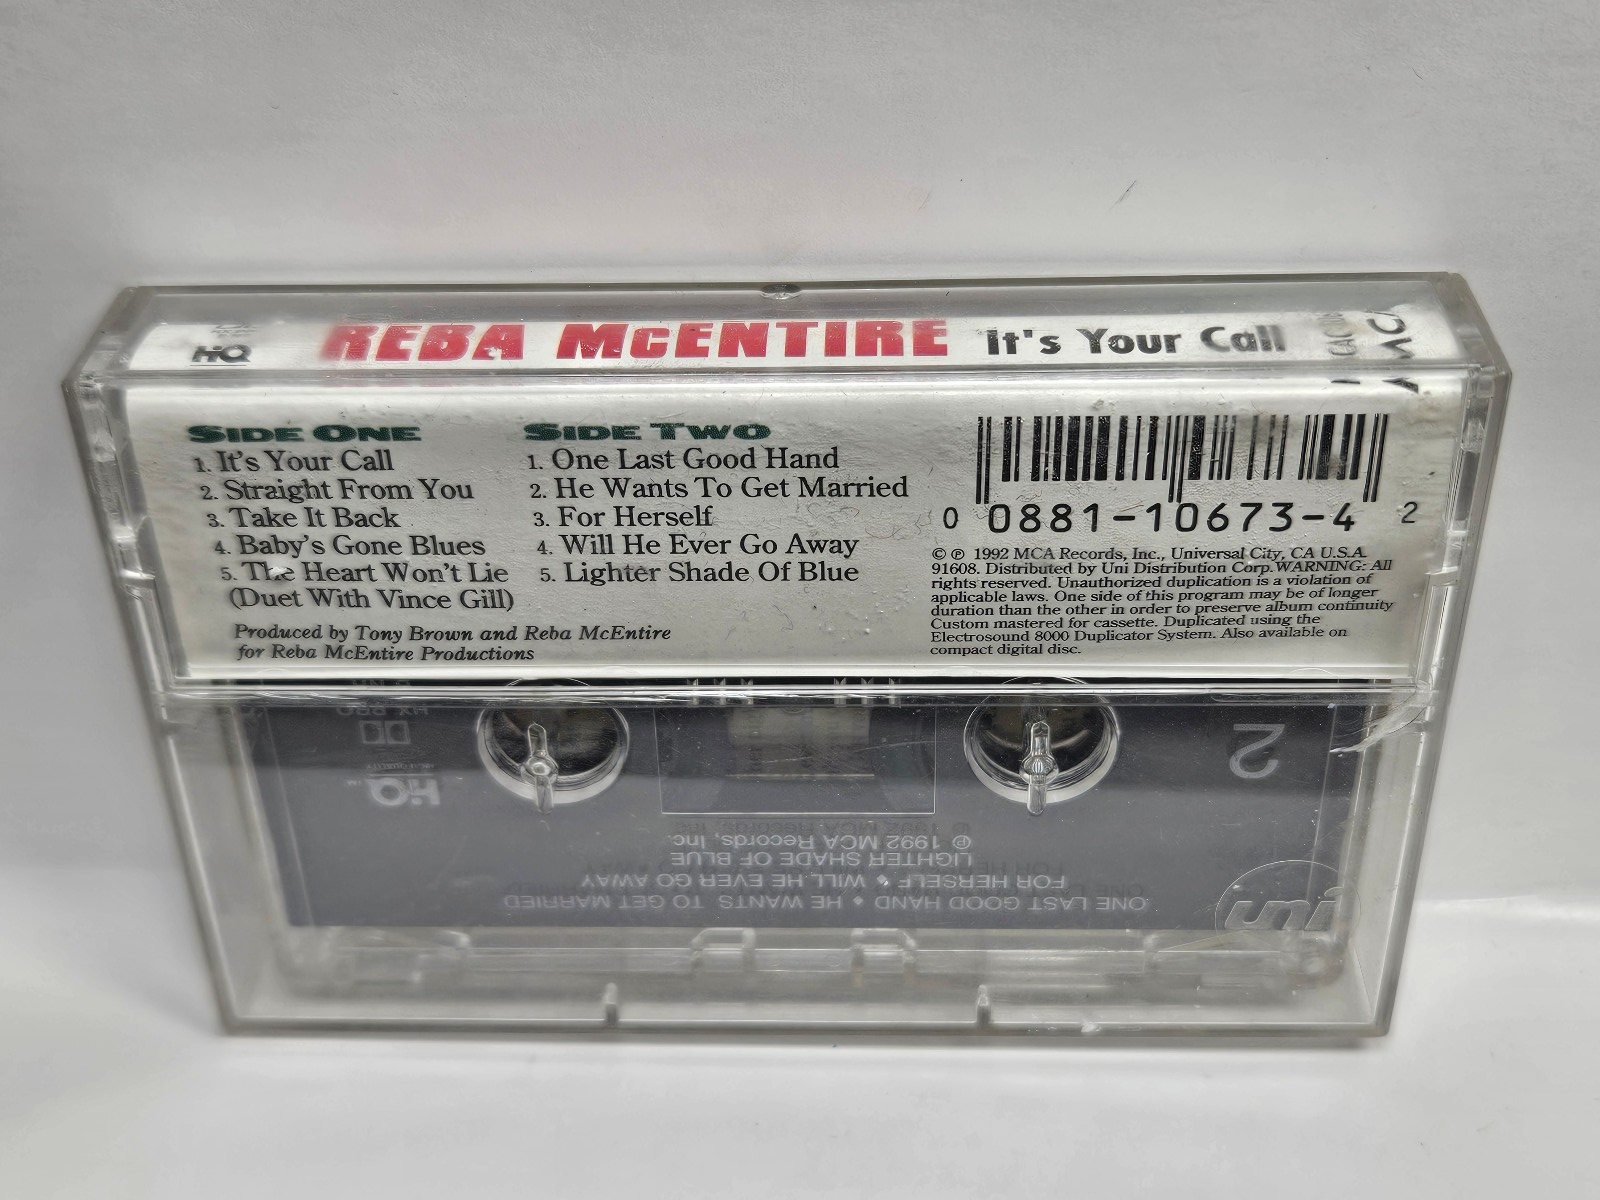 HQ
REBA McENTIRE It's Your Call
MCA
SIDE ONE
1. It's Your Call
2. Straight From You
3. Take It Back
4. Baby's Gone Blues
5. The Heart Won't Lie
(Duet With Vince Gill)
Produced by Tony Brown and Reba McEntire
for Reba McEntire Productions
SIDE TWO
1. One Last Good Hand
2. He Wants To Get Married
3. For Herself
4. Will He Ever Go Away
5. Lighter Shade Of Blue
0 0881-10673-4 2
© ℗ 1992 MCA Records, Inc., Universal City, CA U.S.A.
91608. Distributed by Uni Distribution Corp. WARNING: All
rights reserved. Unauthorized duplication is a violation of
applicable laws. One side of this program may be of longer
duration than the other in order to preserve album continuity
Custom mastered for cassette. Duplicated using the
Electrosound 8000 Duplicator System. Also available on
compact digital disc.
uni
ONE LAST GOOD HAND • HE WANTS TO GET MARRIED
FOR HERSELF • WILL HE EVER GO AWAY
LIGHTER SHADE OF BLUE
℗ 1992 MCA Records, Inc.
2
HQ
HX PRO